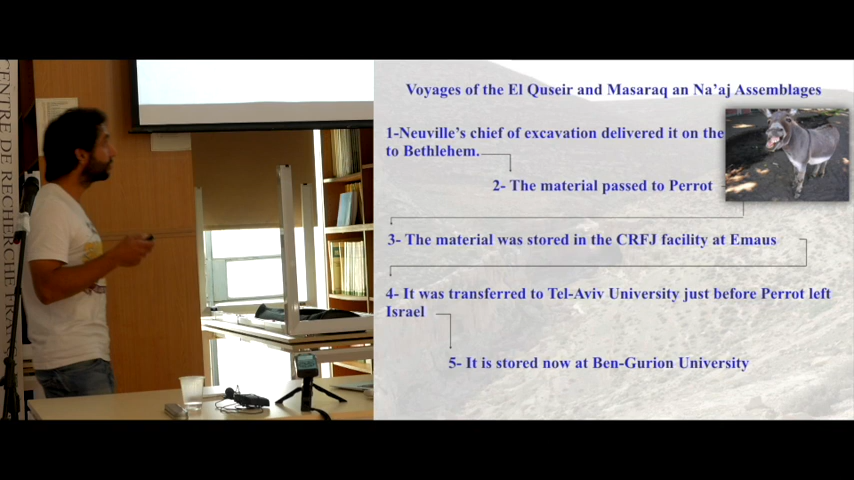 CENTRE DE RECHERCHE FRAN
Voyages of the El Quseir and Masaraq an Na'aj Assemblages
1-Neuville's chief of excavation delivered it on the
to Bethlehem.
2- The material passed to Perrot
3- The material was stored in the CRFJ facility at Emaus
4- It was transferred to Tel-Aviv University just before Perrot left
Israel
5- It is stored now at Ben-Gurion University